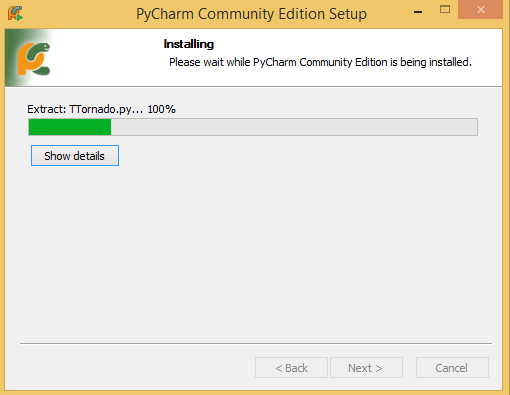 PyCharm Community Edition Setup
Installing
Please wait while PyCharm Community Edition is being installed.
Extract: TTornado.py... 100%
Show details
< Back
Next >
Cancel